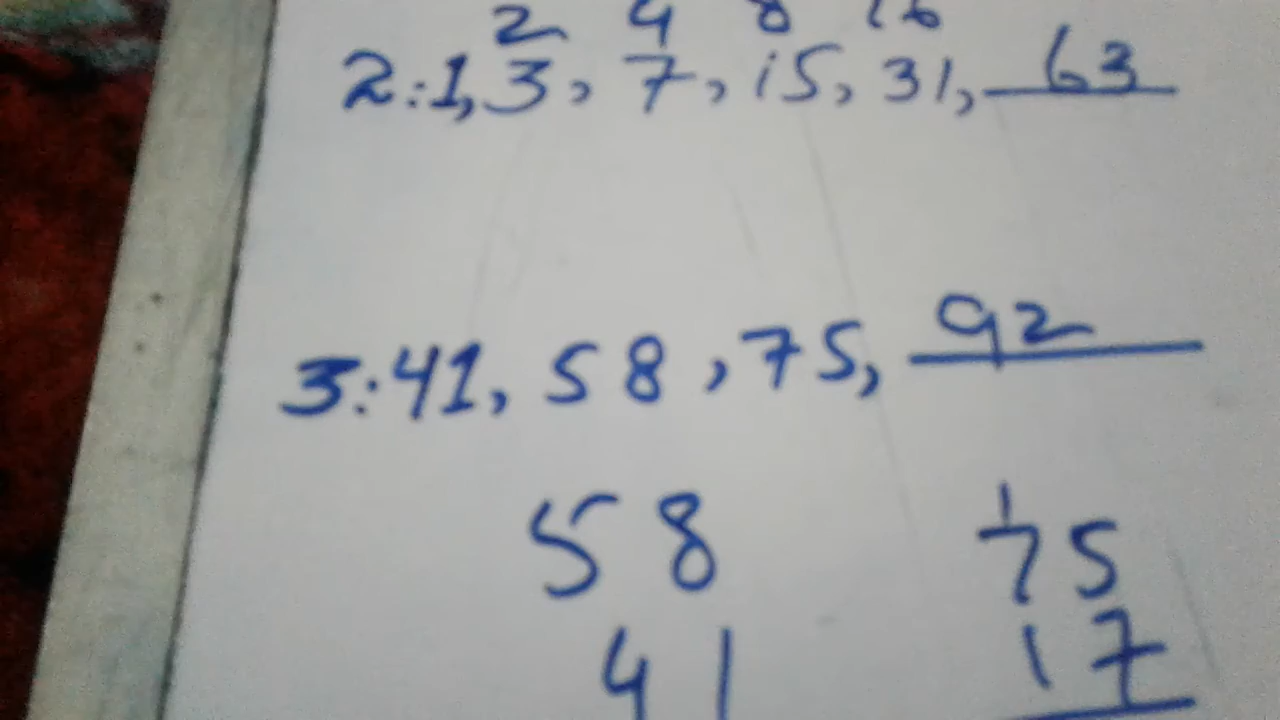 2 4 8 16
2:1,3, 7, 15, 31, 63
3:41, 58, 75, 92
58 75
41 17